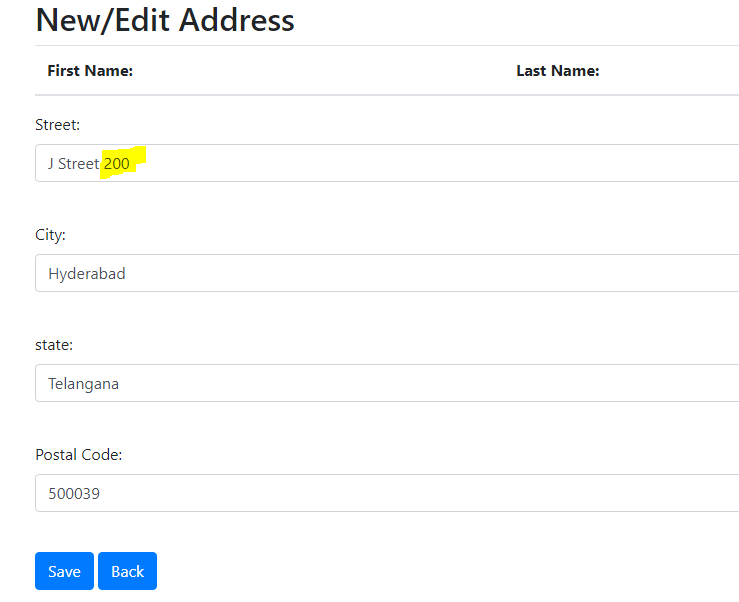 New/Edit Address
First Name: Last Name:
Street:
J Street 200
City:
Hyderabad
state:
Telangana
Postal Code:
500039
Save Back